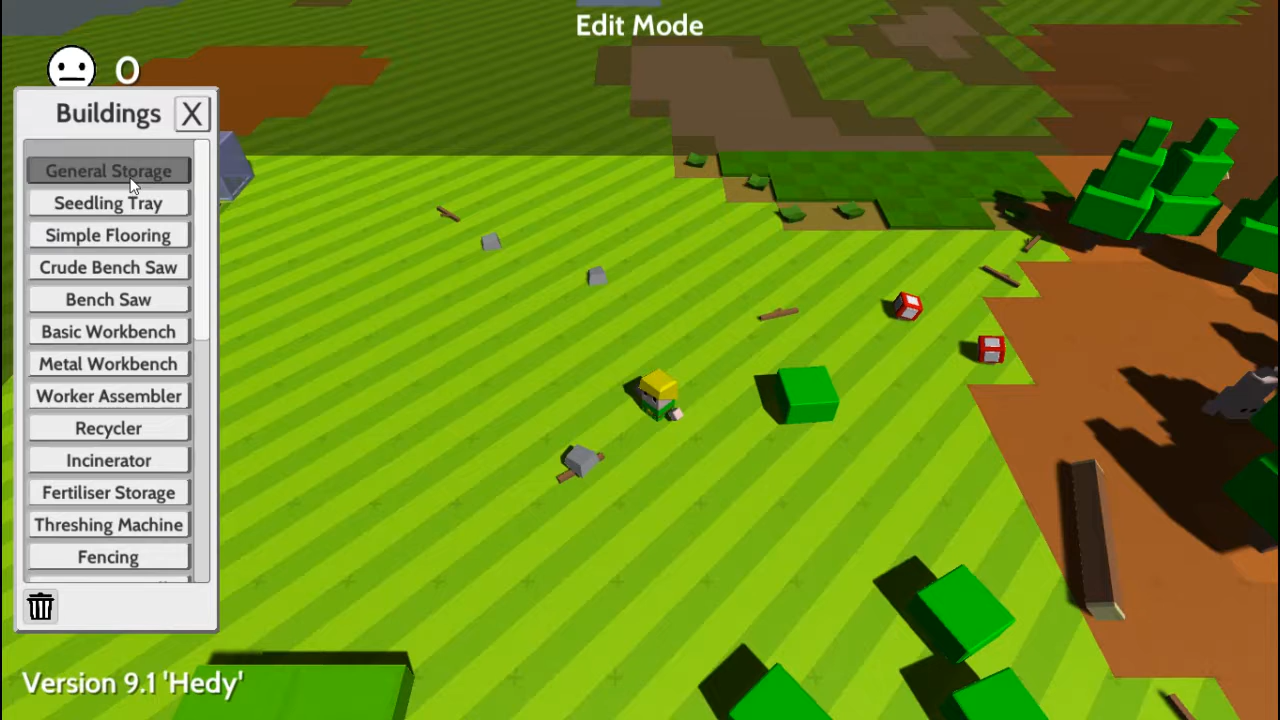 Edit Mode
0
Buildings X
General Storage
Seedling Tray
Simple Flooring
Crude Bench Saw
Bench Saw
Basic Workbench
Metal Workbench
Worker Assembler
Recycler
Incinerator
Fertiliser Storage
Threshing Machine
Fencing
Version 9.1 'Hedy'